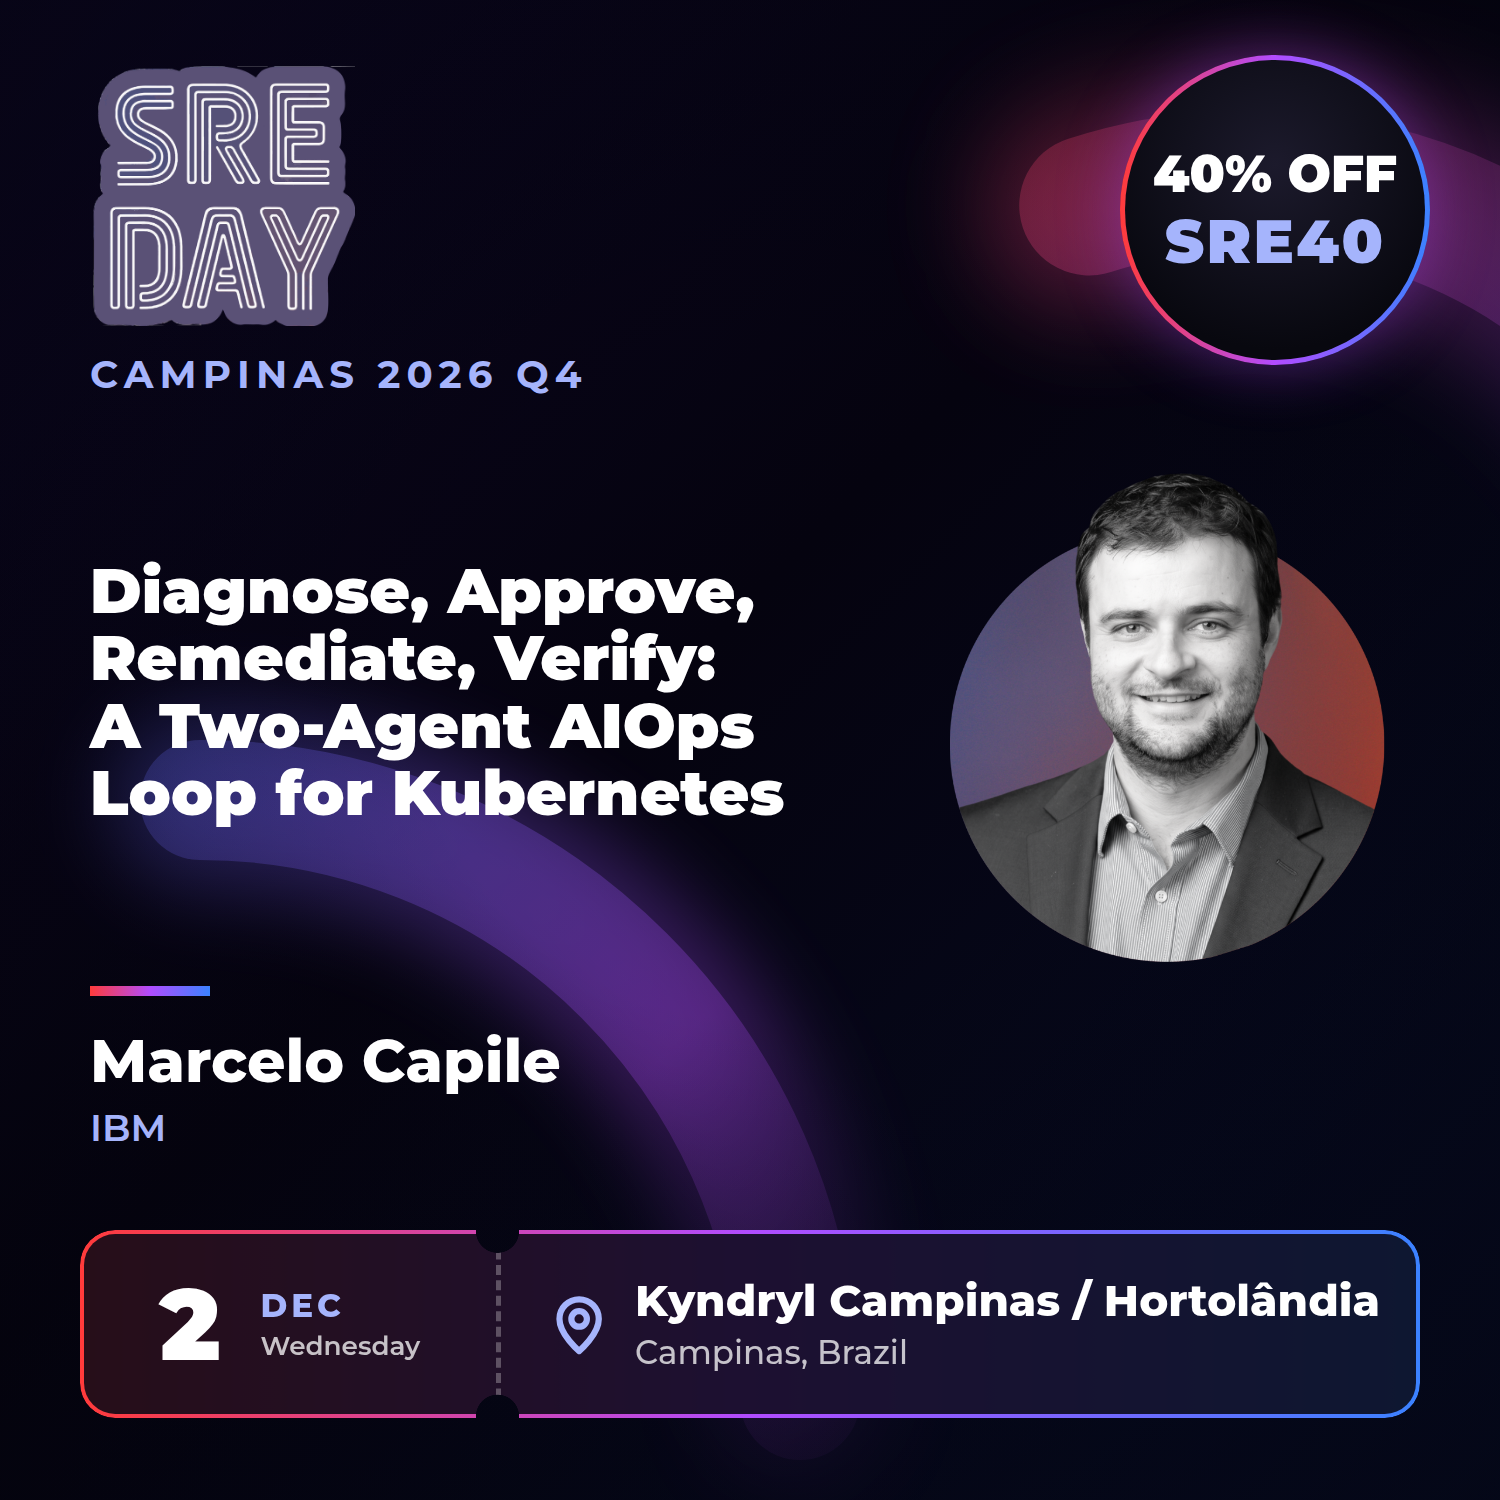 SRE
DAY
CAMPINAS 2026 Q4
40% OFF
SRE40
Diagnose, Approve,
Remediate, Verify:
A Two-Agent AIOps
Loop for Kubernetes
Marcelo Capile
IBM
2
DEC
Wednesday
Kyndryl Campinas / Hortolândia
Campinas, Brazil